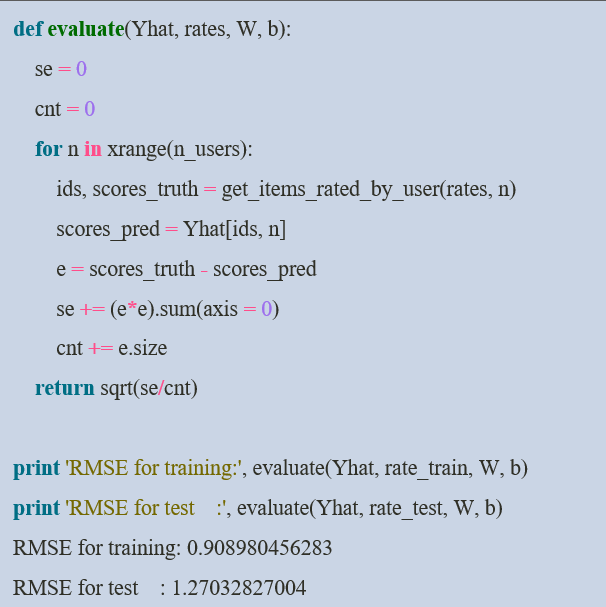 def evaluate(Yhat, rates, W, b):
se = 0
cnt = 0
for n in xrange(n_users):
ids, scores_truth = get_items_rated_by_user(rates, n)
scores_pred = Yhat[ids, n]
e = scores_truth - scores_pred
se += (e*e).sum(axis = 0)
cnt += e.size
return sqrt(se/cnt)
print 'RMSE for training:', evaluate(Yhat, rate_train, W, b)
print 'RMSE for test    :', evaluate(Yhat, rate_test, W, b)
RMSE for training: 0.908980456283
RMSE for test    : 1.27032827004